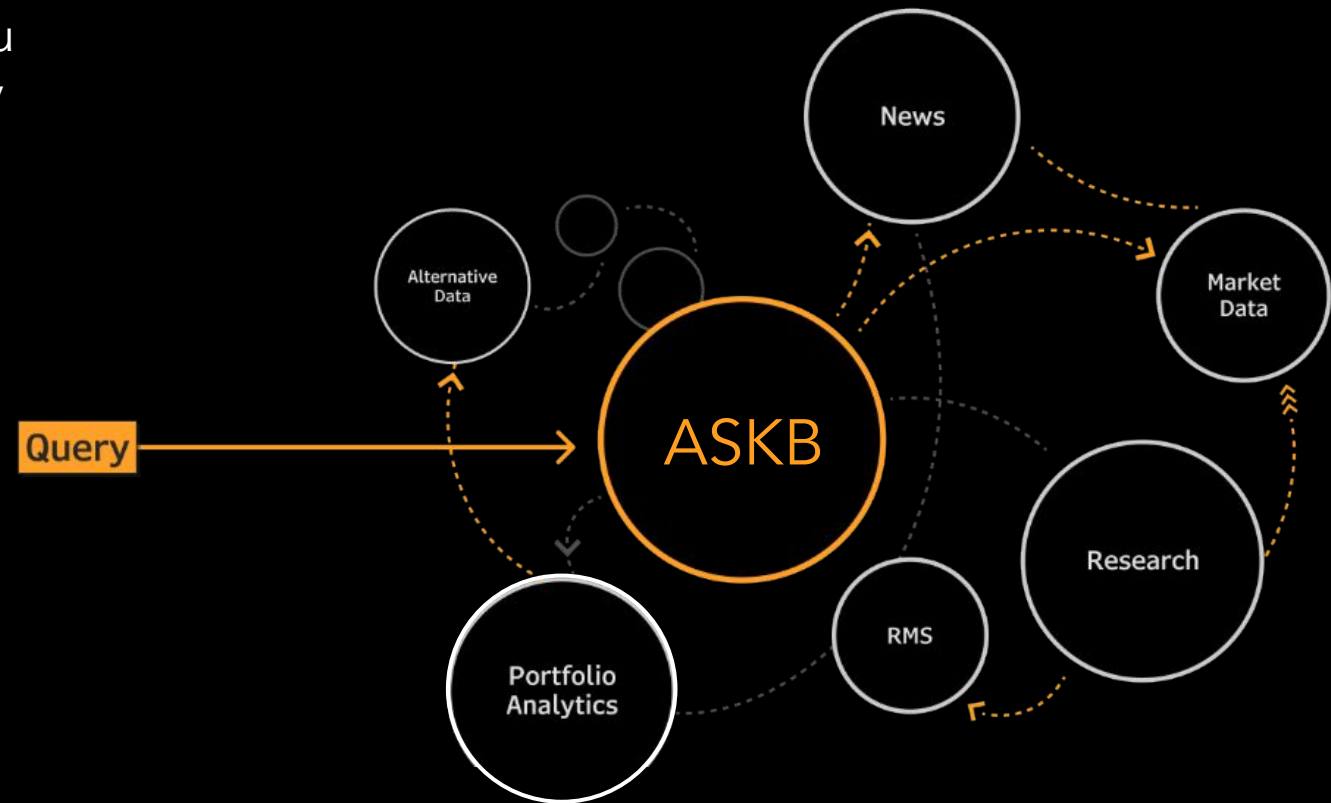 News
Alternative
Data
Market
Data
Query
ASKB
Research
RMS
Portfolio
Analytics